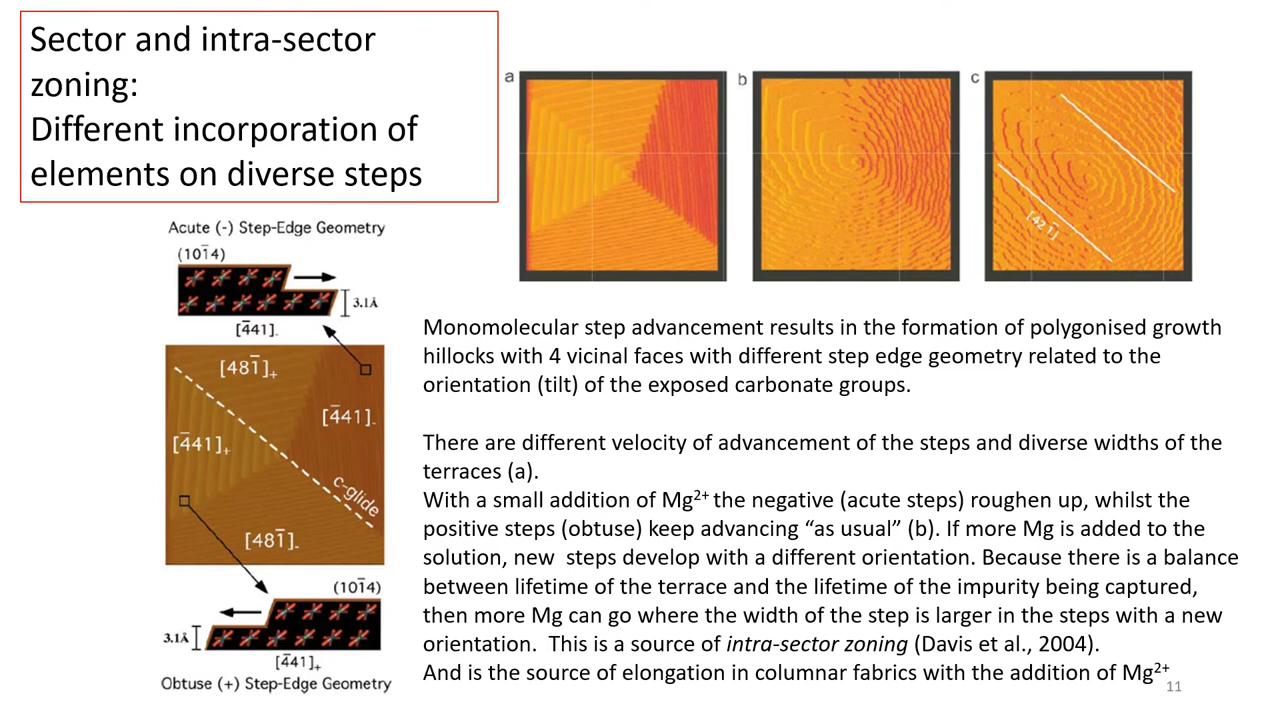 Sector and intra-sector
zoning:
Different incorporation of
elements on diverse steps
a
b
c
[42 1̄]
Acute (-) Step-Edge Geometry
(101̄4)
3.1Å
[4̄41]₋
[481̄]₊
[4̄41]₋
[4̄41]₊
c-glide
[481̄]₋
(101̄4)
3.1Å
[4̄41]₊
Obtuse (+) Step-Edge Geometry
Monomolecular step advancement results in the formation of polygonised growth
hillocks with 4 vicinal faces with different step edge geometry related to the
orientation (tilt) of the exposed carbonate groups.
There are different velocity of advancement of the steps and diverse widths of the
terraces (a).
With a small addition of Mg²⁺ the negative (acute steps) roughen up, whilst the
positive steps (obtuse) keep advancing “as usual” (b). If more Mg is added to the
solution, new steps develop with a different orientation. Because there is a balance
between lifetime of the terrace and the lifetime of the impurity being captured,
then more Mg can go where the width of the step is larger in the steps with a new
orientation. This is a source of intra-sector zoning (Davis et al., 2004).
And is the source of elongation in columnar fabrics with the addition of Mg²⁺
11